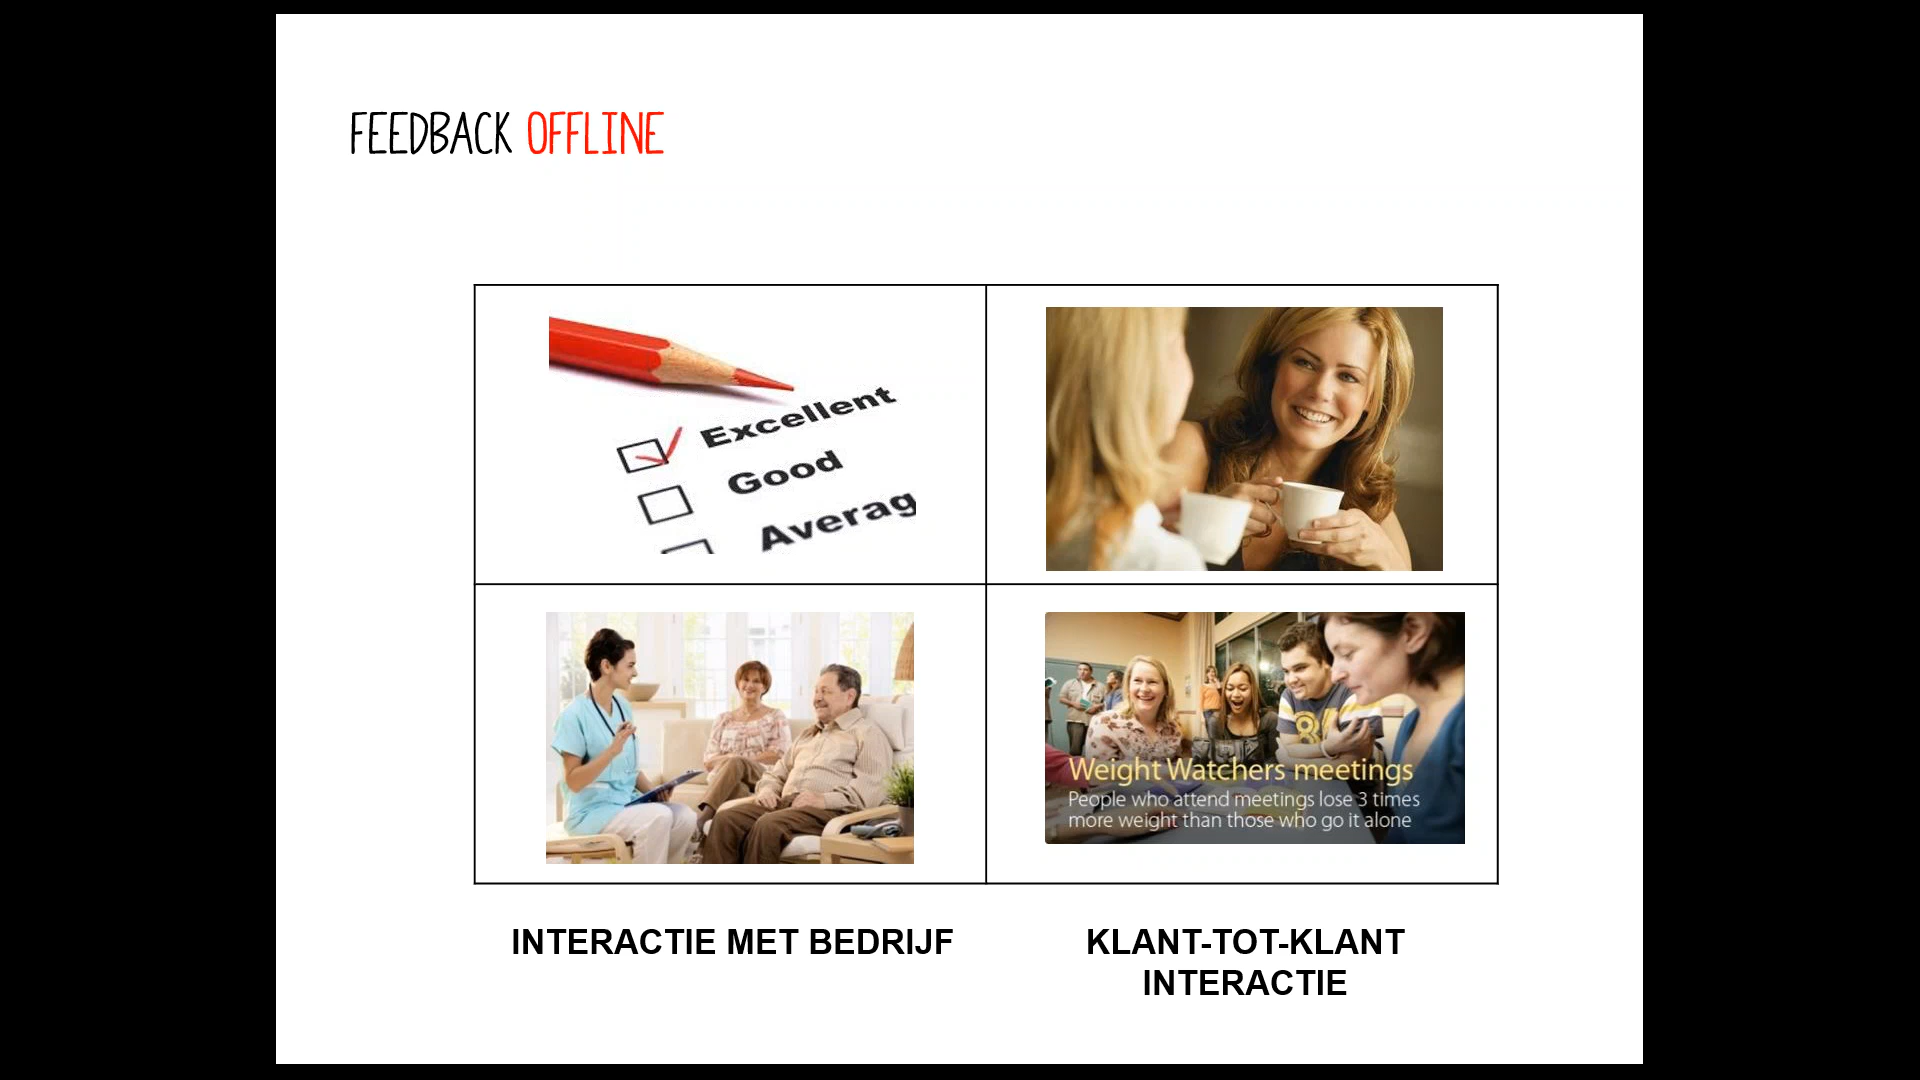 FEEDBACK OFFLINE
Excellent
Good
Averag
Weight Watchers meetings
People who attend meetings lose 3 times
more weight than those who go it alone
INTERACTIE MET BEDRIJF
KLANT-TOT-KLANT
INTERACTIE